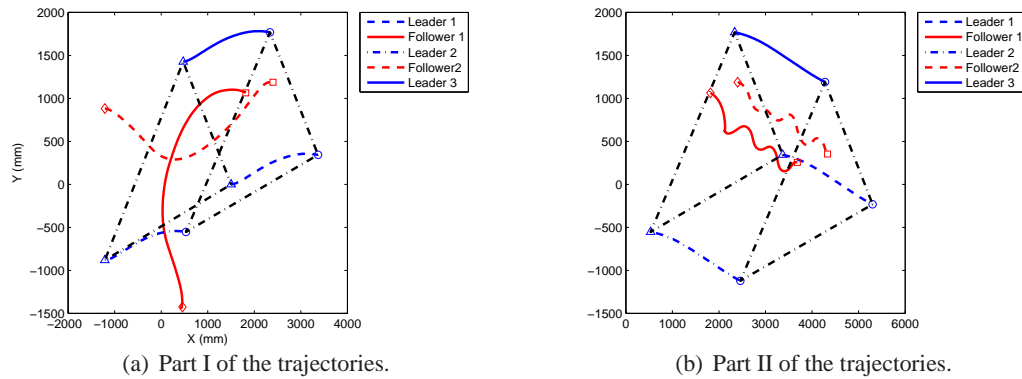 2000
1500
1000
500
0
−500
−1000
−1500
Y (mm)
−2000 −1000 0 1000 2000 3000 4000
X (mm)
Leader 1
Follower 1
Leader 2
Follower2
Leader 3
(a) Part I of the trajectories.
2000
1500
1000
500
0
−500
−1000
−1500
Y (mm)
0 1000 2000 3000 4000 5000 6000
Leader 1
Follower 1
Leader 2
Follower2
Leader 3
(b) Part II of the trajectories.